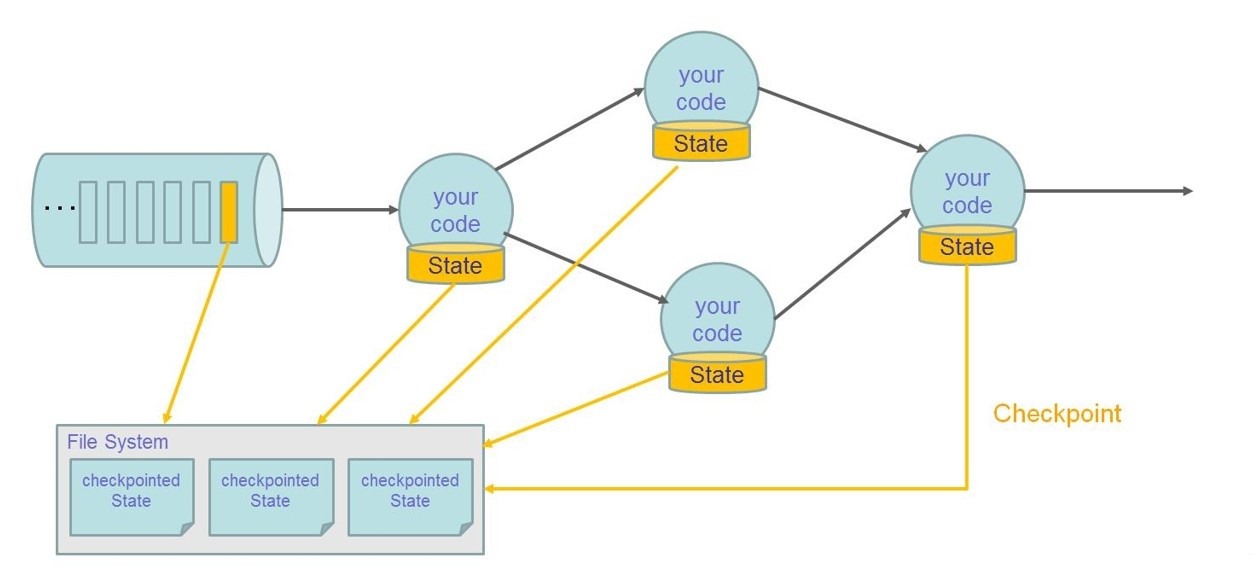 your
code
State
your
code
State
your
code
State
your
code
State
...
Checkpoint
File System
checkpointed
State
checkpointed
State
checkpointed
State